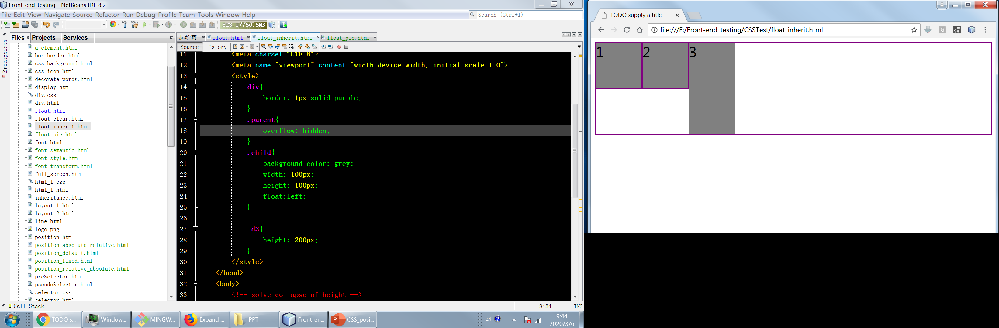 Front-end_testing - NetBeans IDE 8.2
File Edit View Navigate Source Refactor Run Debug Profile Team Tools Window Help
Search (Ctrl+I)
623.1/750.5MB
Breakpoints
Files Projects Services
a_element.html
box_border.html
css_background.html
css_icon.html
decorate_words.html
display.html
div.css
div.html
float.html
float_clear.html
float_inherit.html
float_pic.html
font.html
font_semantic.html
font_style.html
font_transform.html
full_screen.html
html_1.css
html_1.html
inheritance.html
layout_1.html
layout_2.html
line.html
logo.png
position.html
position_absolute_relative.html
position_default.html
position_fixed.html
position_relative_absolute.html
preSelector.html
pseudoSelector.html
selector.css
selector.html
起始页 float.html float_inherit.html float_pic.html
Source History
11 <meta charset="UTF-8">
12 <meta name="viewport" content="width=device-width, initial-scale=1.0">
13 <style>
14 div{
15 border: 1px solid purple;
16 }
17 .parent{
18 overflow: hidden;
19 }
20 .child{
21 background-color: grey;
22 width: 100px;
23 height: 100px;
24 float:left;
25 }
26
27 .d3{
28 height: 200px;
29 }
30 </style>
31 </head>
32 <body>
33 <!-- solve collapse of height -->
Call Stack
18:34 INS
TODO s... Window... MINGW... Expand ... PPT Front-en... CSS_posi...
EN
9:44
2020/3/6
TODO supply a title
file:///F:/Front-end_testing/CSSTest/float_inherit.html
G Se
1 2 3